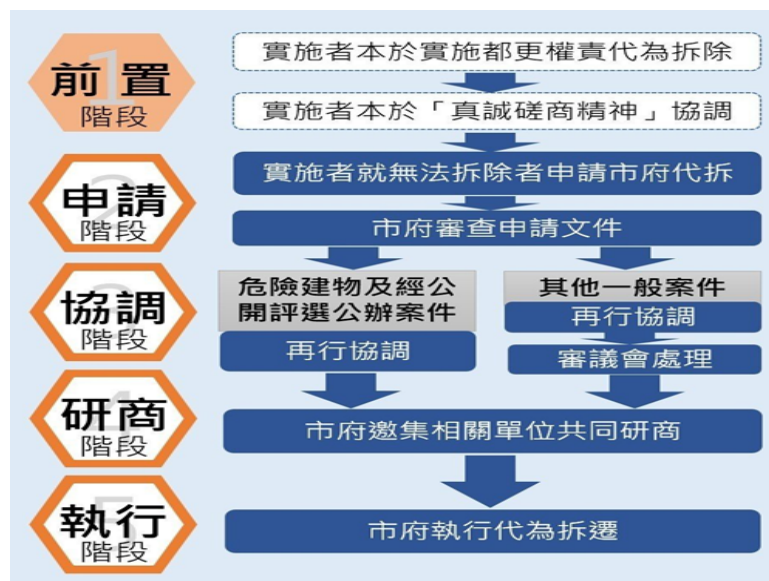 1
前置
階段
實施者本於實施都更權責代為拆除
實施者本於「真誠磋商精神」協調
2
申請
階段
實施者就無法拆除者申請市府代拆
市府審查申請文件
3
協調
階段
危險建物及經公
開評選公辦案件
再行協調
其他一般案件
再行協調
審議會處理
4
研商
階段
市府邀集相關單位共同研商
5
執行
階段
市府執行代為拆遷